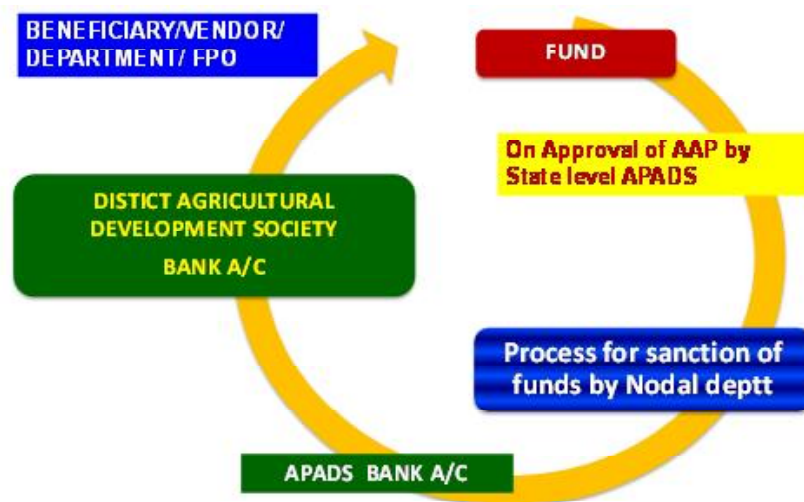 BENEFICIARY/VENDOR/
DEPARTMENT/ FPO
FUND
On Approval of AAP by
State level APADS
DISTICT AGRICULTURAL
DEVELOPMENT SOCIETY
BANK A/C
Process for sanction of
funds by Nodal deptt
APADS BANK A/C